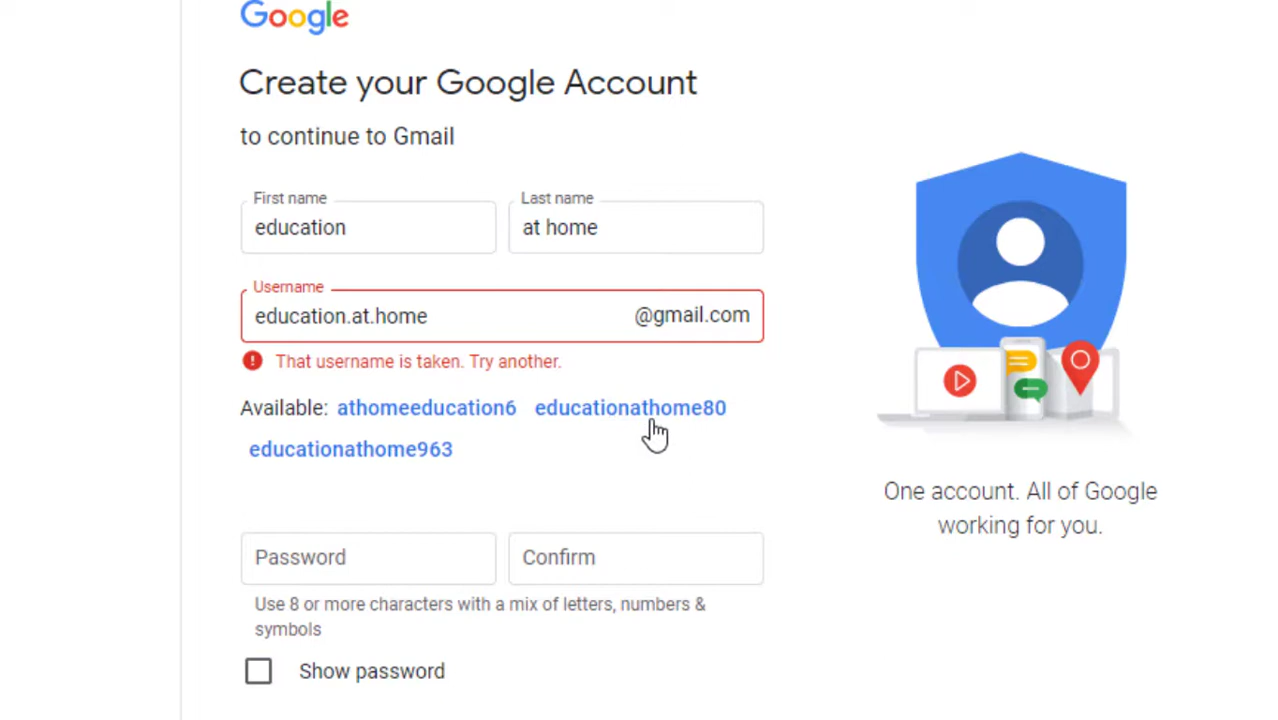 Google
Create your Google Account
to continue to Gmail
First name
education
Last name
at home
Username
education.at.home @gmail.com
That username is taken. Try another.
Available: athomeeducation6 educationathome80
educationathome963
Password
Confirm
Use 8 or more characters with a mix of letters, numbers &
symbols
Show password
One account. All of Google
working for you.